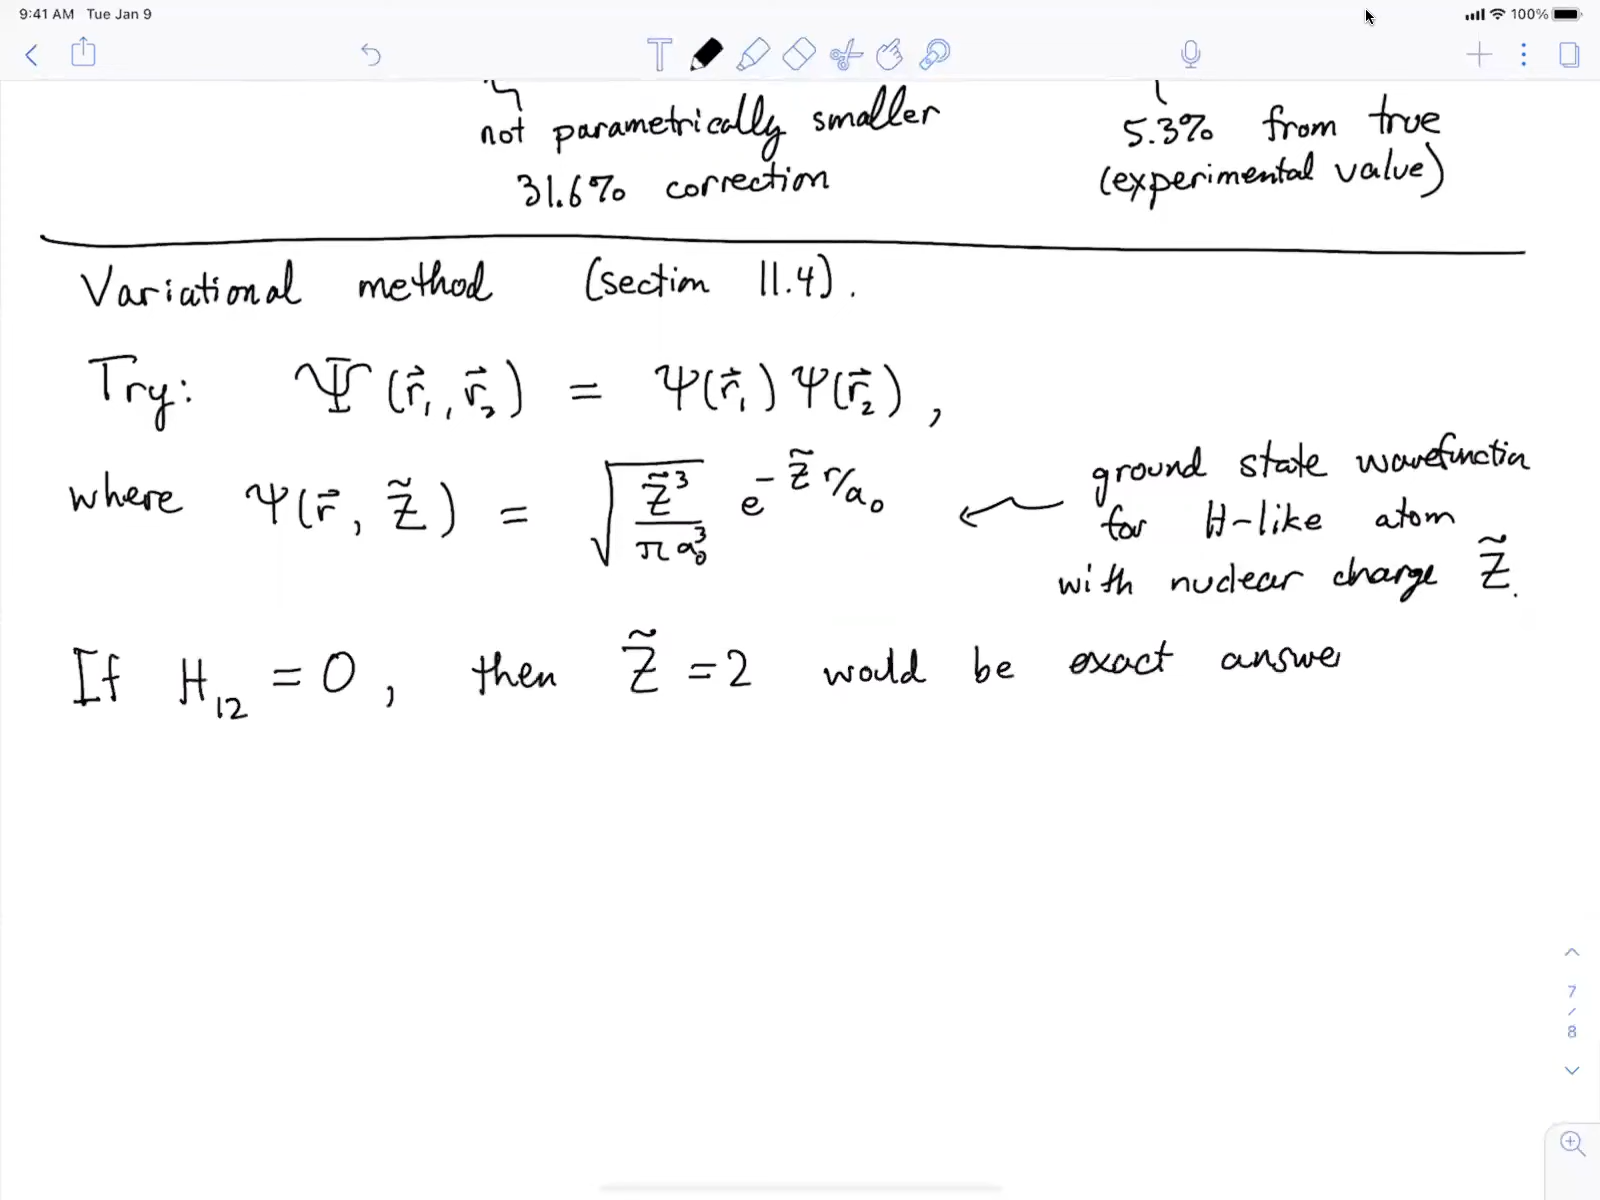 9:41 AM Tue Jan 9
100%
not parametrically smaller
31.6% correction
5.3% from true
(experimental value)
Variational method (section 11.4).
Try: Ψ(r⃗₁, r⃗₂) = ψ(r⃗₁) ψ(r⃗₂),
where ψ(r⃗, Z̃) = √(Z̃³/πa₀³) e^(-Z̃r/a₀)
ground state wavefunction
for H-like atom
with nuclear charge Z̃.
If H₁₂ = 0, then Z̃ = 2 would be exact answe
7
/
8